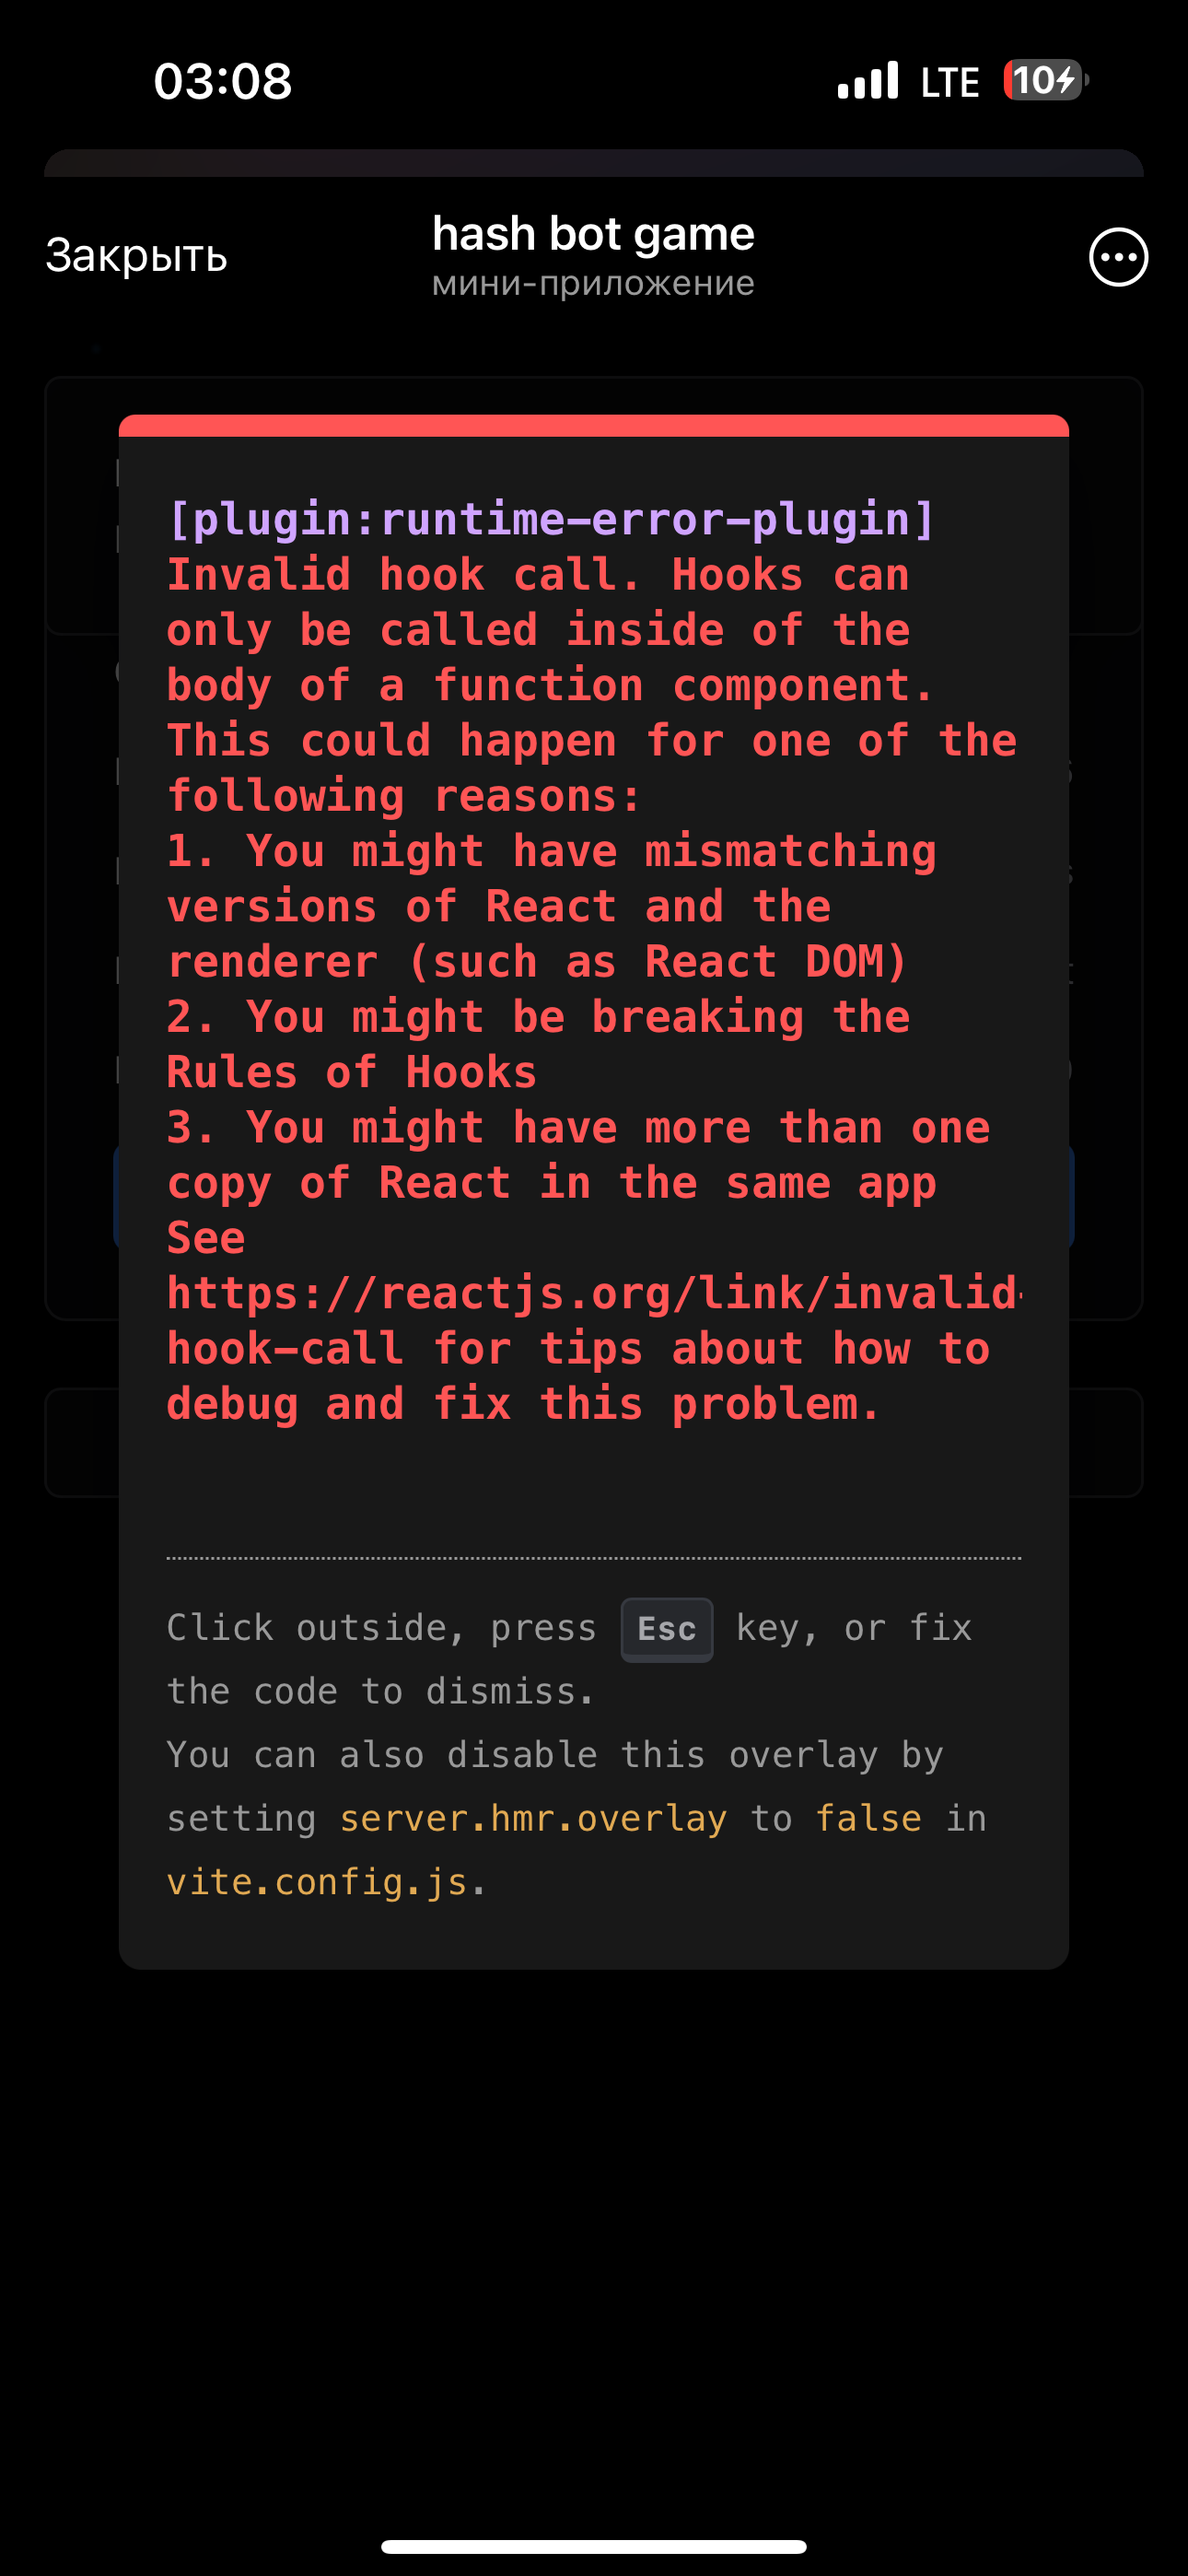 03:08
LTE
10
Закрыть
hash bot game
мини-приложение
[plugin:runtime-error-plugin]
Invalid hook call. Hooks can
only be called inside of the
body of a function component.
This could happen for one of the
following reasons:
1. You might have mismatching
versions of React and the
renderer (such as React DOM)
2. You might be breaking the
Rules of Hooks
3. You might have more than one
copy of React in the same app
See
https://reactjs.org/link/invalid-
hook-call for tips about how to
debug and fix this problem.
Click outside, press Esc key, or fix
the code to dismiss.
You can also disable this overlay by
setting server.hmr.overlay to false in
vite.config.js.